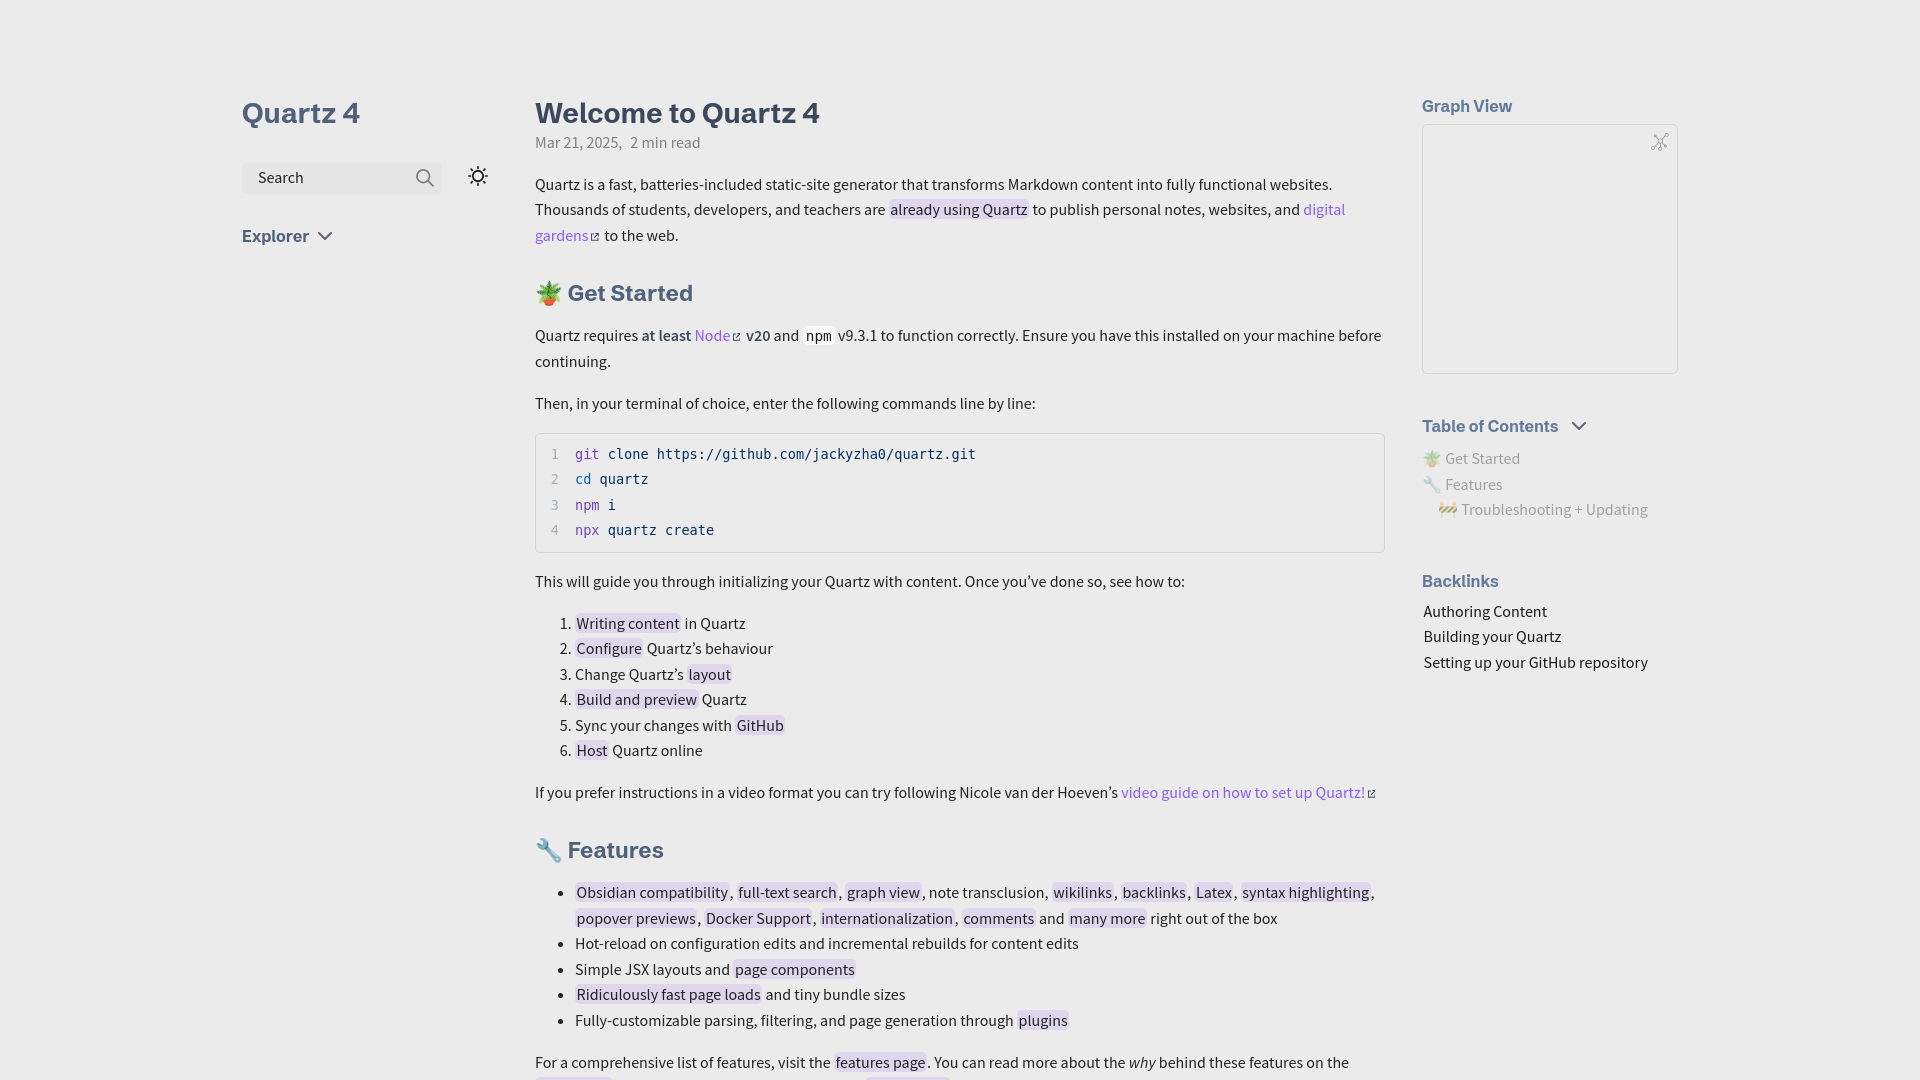 Quartz 4
Search
Explorer
Welcome to Quartz 4
Mar 21, 2025, 2 min read
Quartz is a fast, batteries-included static-site generator that transforms Markdown content into fully functional websites.
Thousands of students, developers, and teachers are already using Quartz to publish personal notes, websites, and digital
gardens to the web.
🪴 Get Started
Quartz requires at least Node v20 and npm v9.3.1 to function correctly. Ensure you have this installed on your machine before
continuing.
Then, in your terminal of choice, enter the following commands line by line:
1 git clone https://github.com/jackyzha0/quartz.git
2 cd quartz
3 npm i
4 npx quartz create
This will guide you through initializing your Quartz with content. Once you’ve done so, see how to:
1. Writing content in Quartz
2. Configure Quartz’s behaviour
3. Change Quartz’s layout
4. Build and preview Quartz
5. Sync your changes with GitHub
6. Host Quartz online
If you prefer instructions in a video format you can try following Nicole van der Hoeven’s video guide on how to set up Quartz!
🔧 Features
• Obsidian compatibility, full-text search, graph view, note transclusion, wikilinks, backlinks, Latex, syntax highlighting,
popover previews, Docker Support, internationalization, comments and many more right out of the box
• Hot-reload on configuration edits and incremental rebuilds for content edits
• Simple JSX layouts and page components
• Ridiculously fast page loads and tiny bundle sizes
• Fully-customizable parsing, filtering, and page generation through plugins
For a comprehensive list of features, visit the features page. You can read more about the why behind these features on the
Graph View
Table of Contents
🪴 Get Started
🔧 Features
🚧 Troubleshooting + Updating
Backlinks
Authoring Content
Building your Quartz
Setting up your GitHub repository